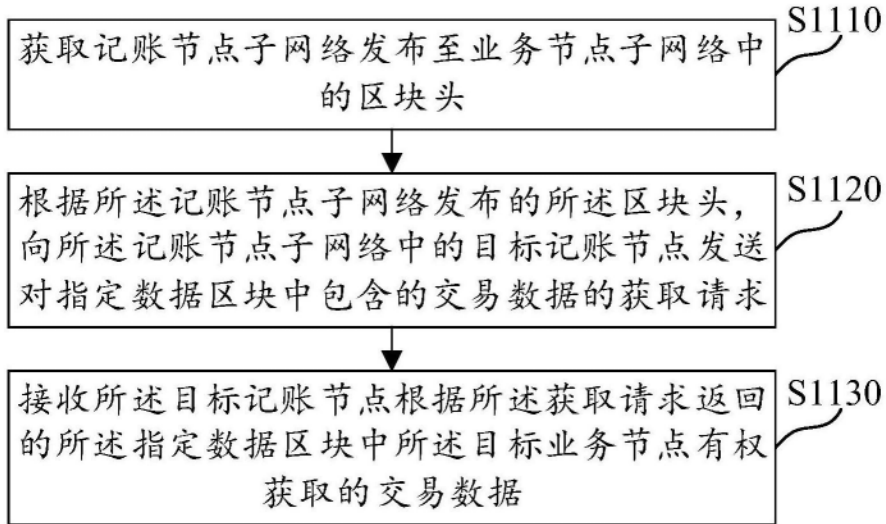 S1110
获取记账节点子网络发布至业务节点子网络中
的区块头
S1120
根据所述记账节点子网络发布的所述区块头，
向所述记账节点子网络中的目标记账节点发送
对指定数据区块中包含的交易数据的获取请求
S1130
接收所述目标记账节点根据所述获取请求返回
的所述指定数据区块中所述目标业务节点有权
获取的交易数据